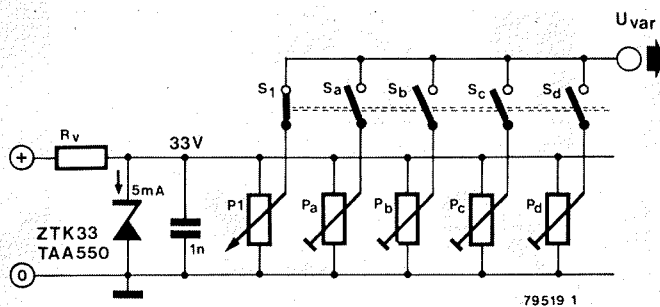 Uvar
S1
Sa
Sb
Sc
Sd
Rv
33V
+
5mA
ZTK33
TAA550
1n
P1
Pa
Pb
Pc
Pd
0
79519 1